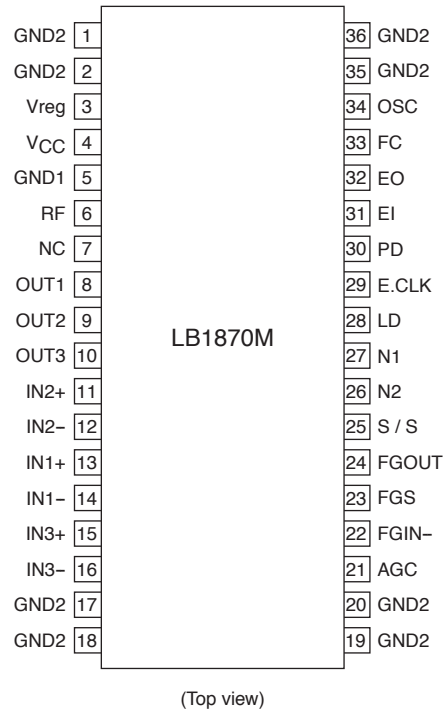 GND2 1 36 GND2
GND2 2 35 GND2
Vreg 3 34 OSC
VCC 4 33 FC
GND1 5 32 EO
RF 6 31 EI
NC 7 30 PD
OUT1 8 29 E.CLK
OUT2 9 28 LD
LB1870M
OUT3 10 27 N1
IN2+ 11 26 N2
IN2− 12 25 S / S
IN1+ 13 24 FGOUT
IN1− 14 23 FGS
IN3+ 15 22 FGIN−
IN3− 16 21 AGC
GND2 17 20 GND2
GND2 18 19 GND2
(Top view)